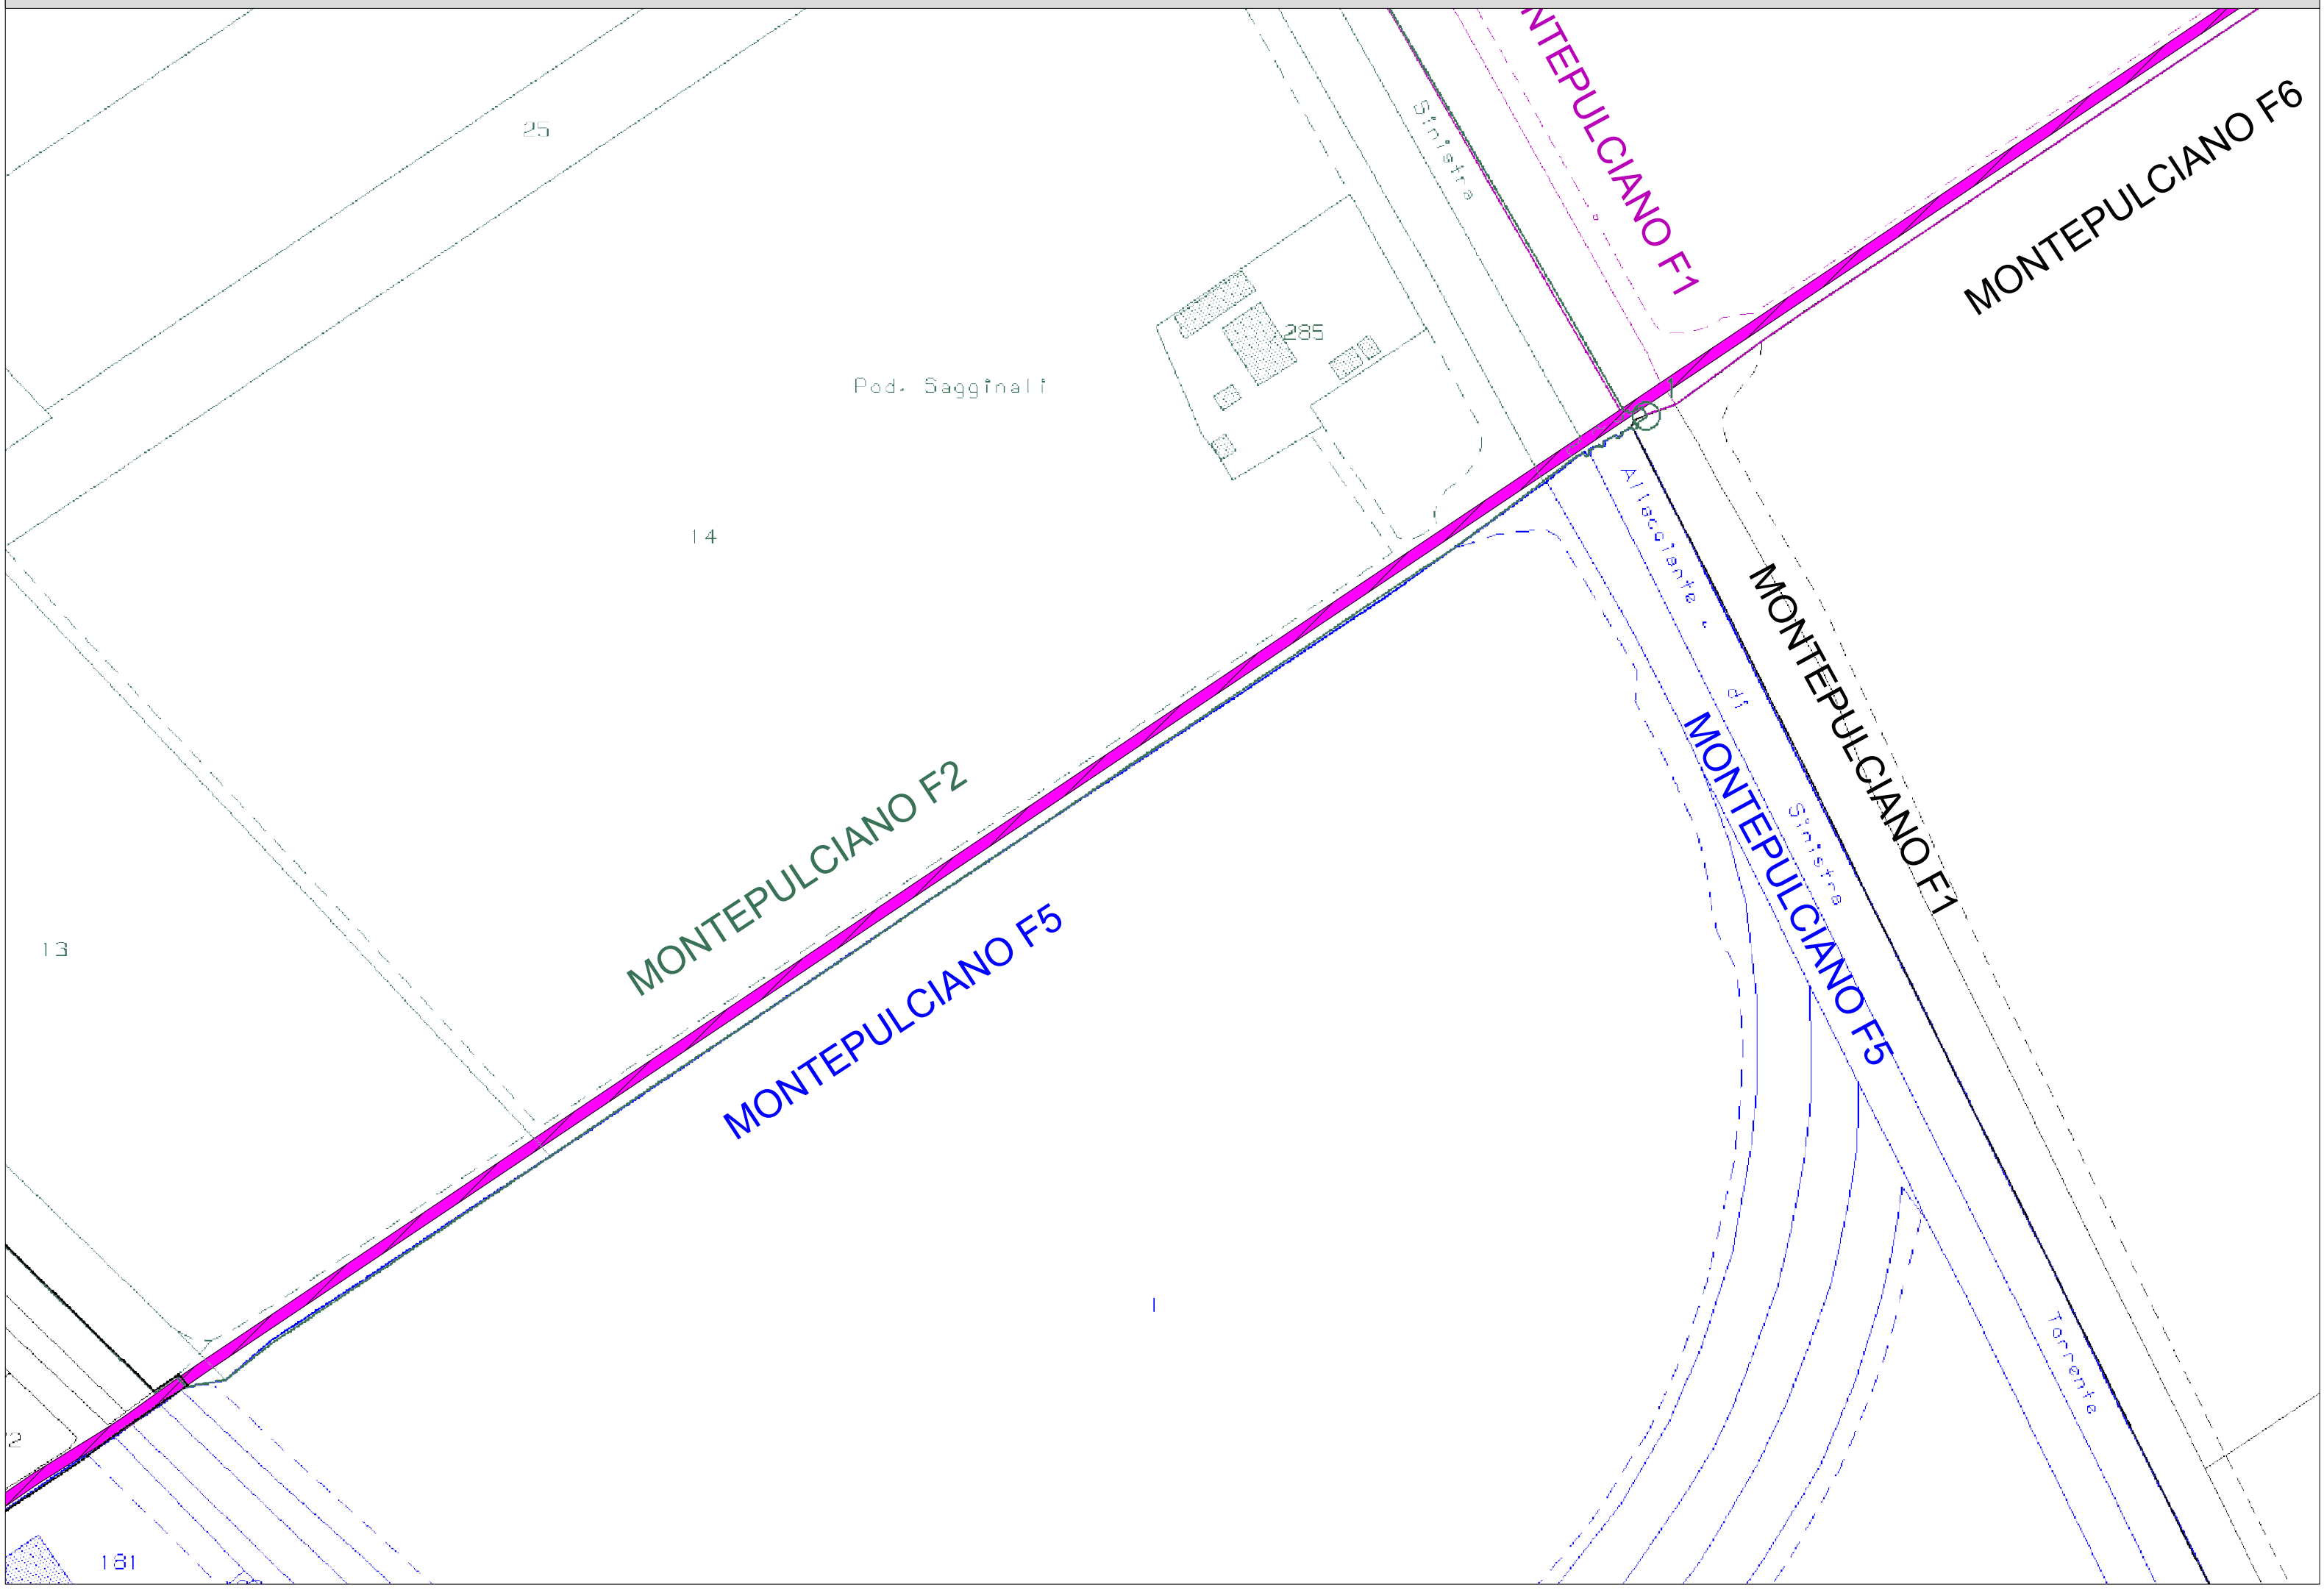 25
Sinistra
NTEPULCIANO F1
MONTEPULCIANO F6
285
Pod. Sagginali
14
Allacciante
di
Sinistra
Torrente
MONTEPULCIANO F1
MONTEPULCIANO F5
MONTEPULCIANO F2
MONTEPULCIANO F5
13
1
2
181